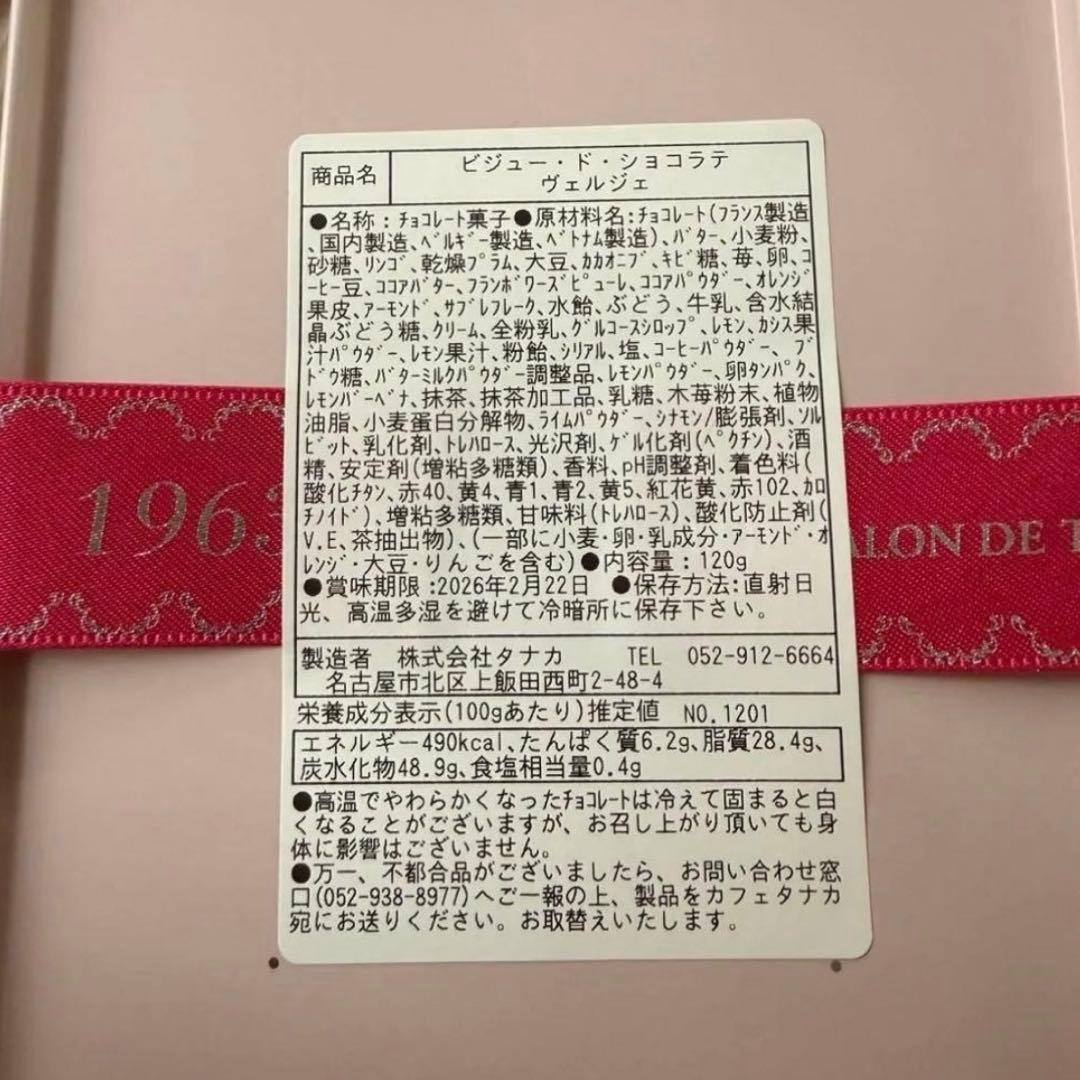 商品名
ビジュー・ド・ショコラテ
ヴェルジェ
●名称：ﾁｮｺﾚｰﾄ菓子●原材料名:ﾁｮｺﾚｰﾄ(ﾌﾗﾝｽ製造
､国内製造､ﾍﾞﾙｷﾞｰ製造､ﾍﾞﾄﾅﾑ製造)､ﾊﾞﾀｰ､小麦粉､
砂糖､ﾘﾝｺﾞ､乾燥ﾌﾟﾗﾑ､大豆､ｶｶｵﾆﾌﾞ､ｷﾋﾞ糖､苺､卵､ｺ
ｰﾋｰ豆､ｺｺｱﾊﾞﾀｰ､ﾌﾗﾝﾎﾞﾜｰｽﾞﾋﾟｭｰﾚ､ｺｺｱﾊﾟｳﾀﾞｰ､ｵﾚﾝｼﾞ
果皮､ｱｰﾓﾝﾄﾞ､ｻﾌﾞﾚﾌﾚｰｸ､水飴､ぶどう､牛乳､含水結
晶ぶどう糖､ｸﾘｰﾑ､全粉乳､ｸﾞﾙｺｰｽｼﾛｯﾌﾟ､ﾚﾓﾝ､ｶｼｽ果
汁ﾊﾟｳﾀﾞｰ､ﾚﾓﾝ果汁､粉飴､ｼﾘｱﾙ､塩､ｺｰﾋｰﾊﾟｳﾀﾞｰ､ ﾌﾞ
ﾄﾞｳ糖､ﾊﾞﾀｰﾐﾙｸﾊﾟｳﾀﾞｰ調整品､ﾚﾓﾝﾊﾟｳﾀﾞｰ､卵ﾀﾝﾊﾟｸ､
ﾚﾓﾝﾊﾞｰﾍﾞﾅ､抹茶､抹茶加工品､乳糖､木苺粉末､植物
油脂､小麦蛋白分解物､ﾗｲﾑﾊﾟｳﾀﾞｰ､ｼﾅﾓﾝ/膨張剤､ｿﾙ
ﾋﾞｯﾄ､乳化剤､ﾄﾚﾊﾛｰｽ､光沢剤､ｹﾞﾙ化剤(ﾍﾟｸﾁﾝ)､酒
精､安定剤(増粘多糖類)､香料､pH調整剤､着色料(
酸化ﾁﾀﾝ､赤40､黄4､青1､青2､黄5､紅花黄､赤102､ｶﾛ
ﾁﾉｲﾄﾞ)､増粘多糖類､甘味料(ﾄﾚﾊﾛｰｽ)､酸化防止剤(
V.E､茶抽出物)､(一部に小麦･卵･乳成分･ｱｰﾓﾝﾄﾞ･ｵ
ﾚﾝｼﾞ･大豆･りんごを含む)●内容量：120g
●賞味期限:2026年2月22日 ●保存方法:直射日
光、高温多湿を避けて冷暗所に保存下さい。
製造者 株式会社タナカ TEL 052-912-6664
名古屋市北区上飯田西町2-48-4
栄養成分表示(100gあたり)推定値 NO.1201
エネルギー490kcal､たんぱく質6.2g､脂質28.4g､
炭水化物48.9g､食塩相当量0.4g
●高温でやわらかくなったﾁｮｺﾚｰﾄは冷えて固まると白
くなることがございますが、お召し上がり頂いても身
体に影響はございません。
●万一、不都合品がございましたら、お問い合わせ窓
口(052-938-8977)へご一報の上、製品をカフェタナカ
宛にお送りください。お取替えいたします。
1963
ALON DE T